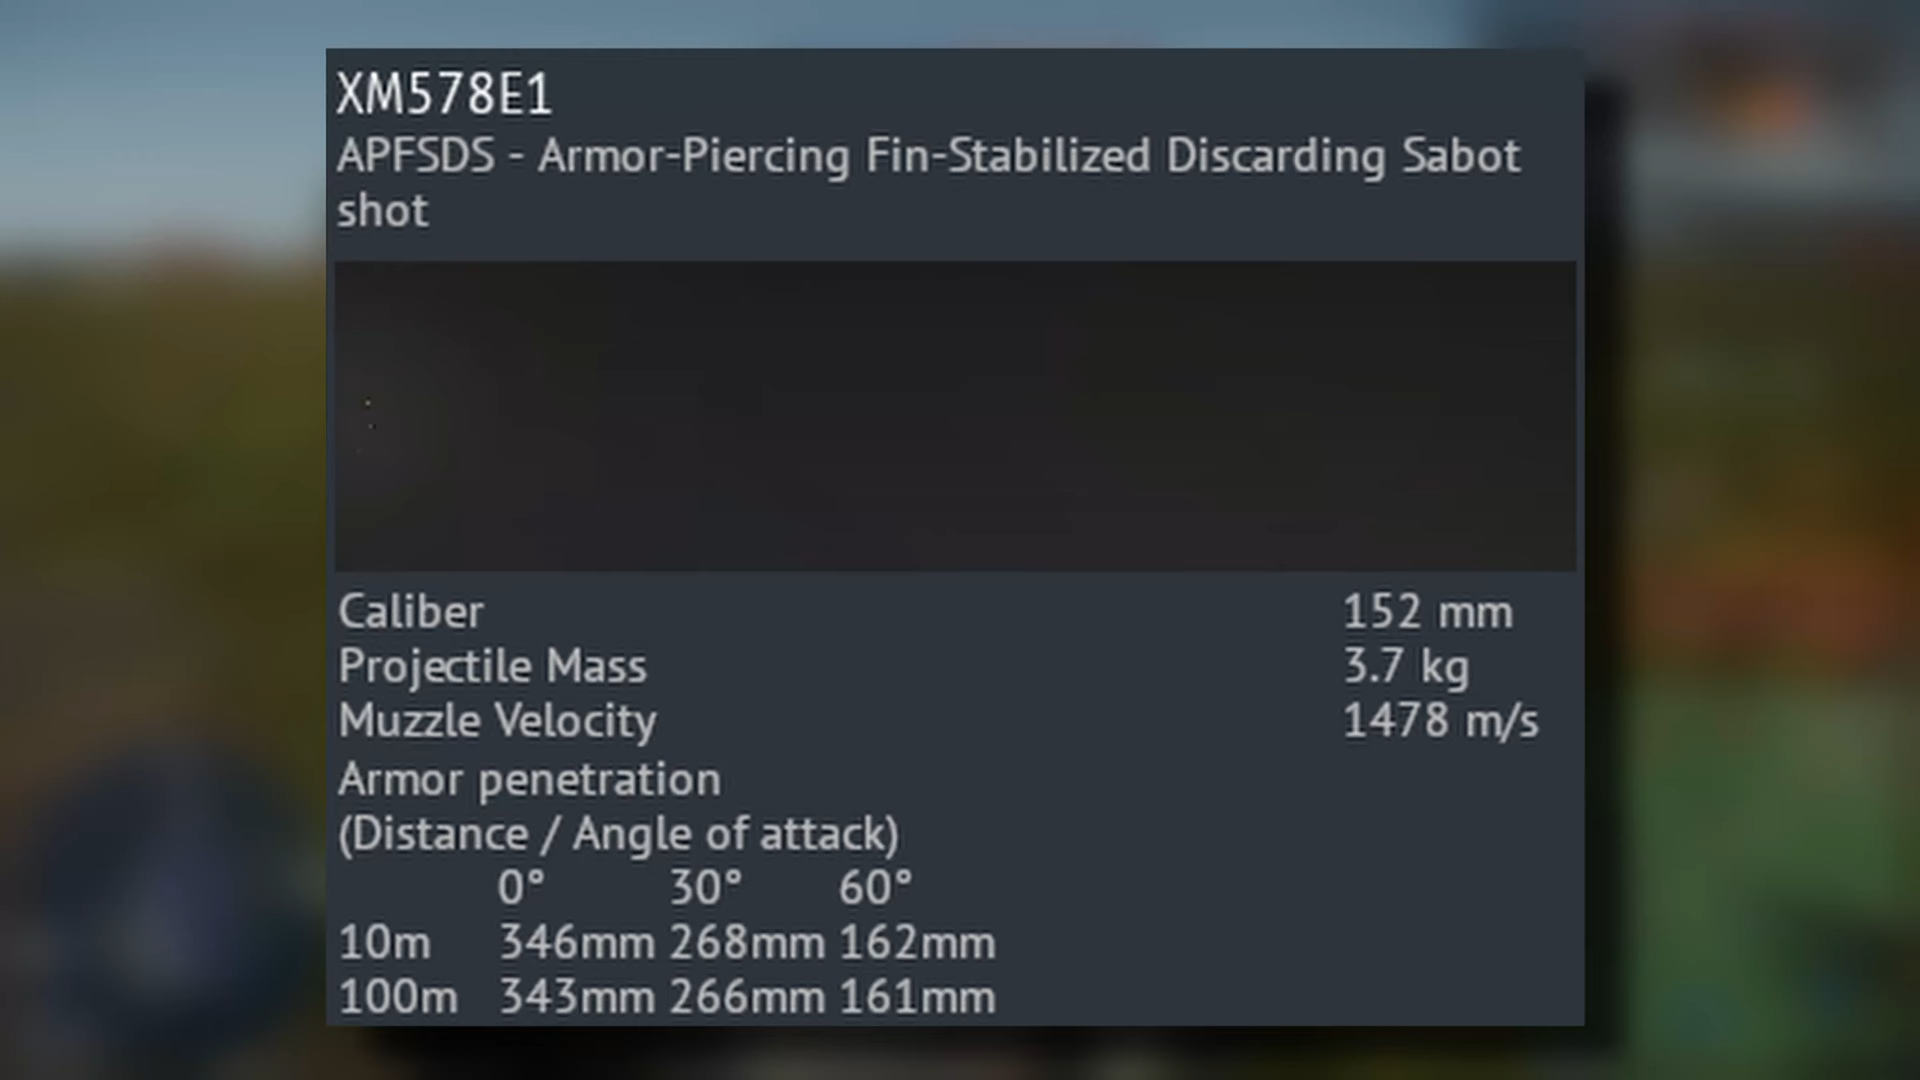 XM578E1
APFSDS - Armor-Piercing Fin-Stabilized Discarding Sabot
shot
Caliber 152 mm
Projectile Mass 3.7 kg
Muzzle Velocity 1478 m/s
Armor penetration
(Distance / Angle of attack)
0° 30° 60°
10m 346mm 268mm 162mm
100m 343mm 266mm 161mm